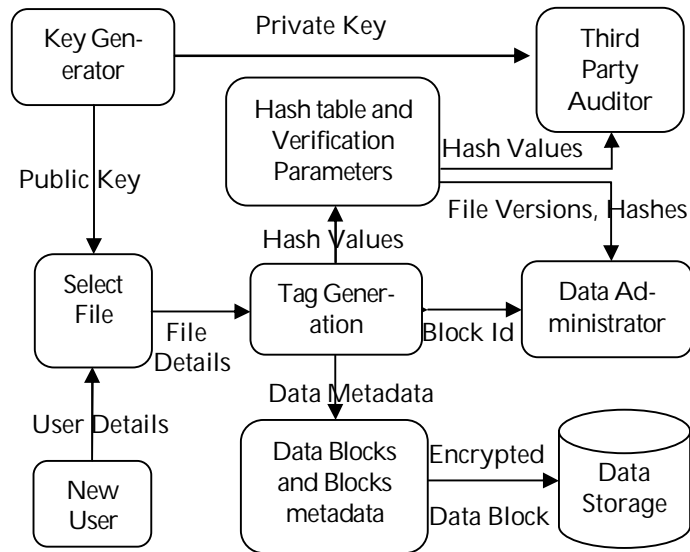 Key Gen-
erator
Private Key
Third
Party
Auditor
Hash table and
Verification
Parameters
Hash Values
Public Key
File Versions, Hashes
Hash Values
Select
File
Tag Gener-
ation
Data Ad-
ministrator
File
Details
Block Id
Data Metadata
User Details
Data Blocks
and Blocks
metadata
Encrypted
Data Block
Data
Storage
New
User